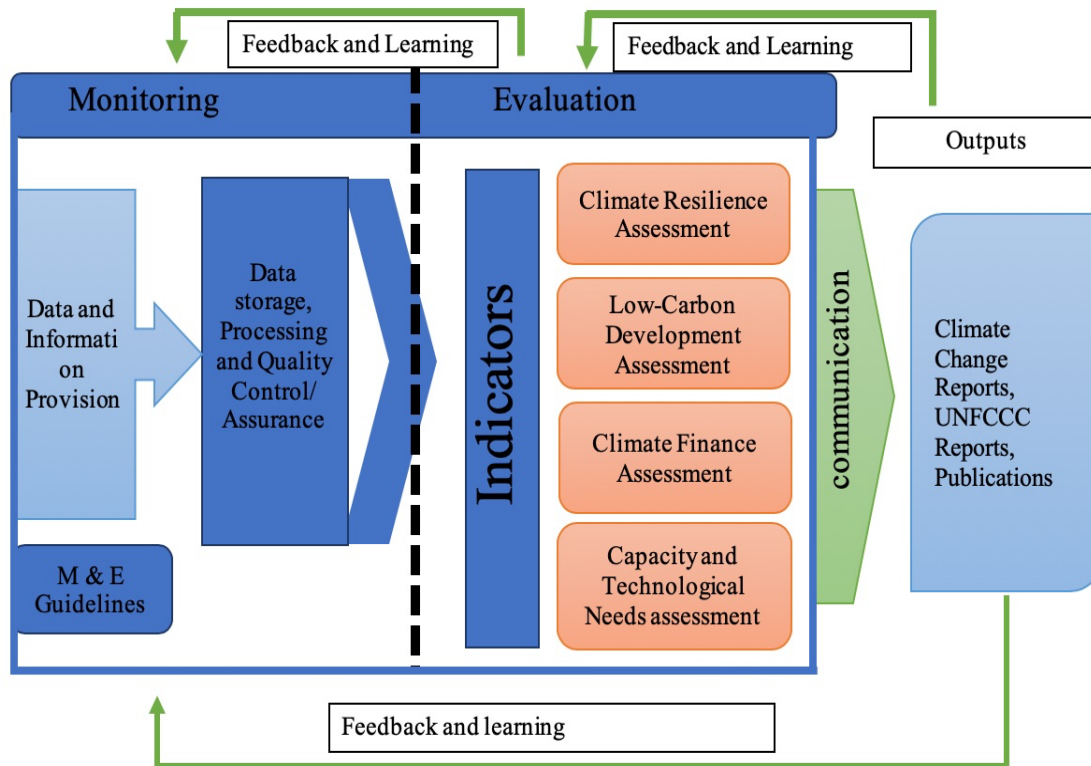 Feedback and Learning
Feedback and Learning
Monitoring
Evaluation
Outputs
Data and
Informati
on
Provision
Data
storage,
Processing
and Quality
Control/
Assurance
M & E
Guidelines
Indicators
Climate Resilience
Assessment
Low-Carbon
Development
Assessment
Climate Finance
Assessment
Capacity and
Technological
Needs assessment
communication
Climate
Change
Reports,
UNFCCC
Reports,
Publications
Feedback and learning